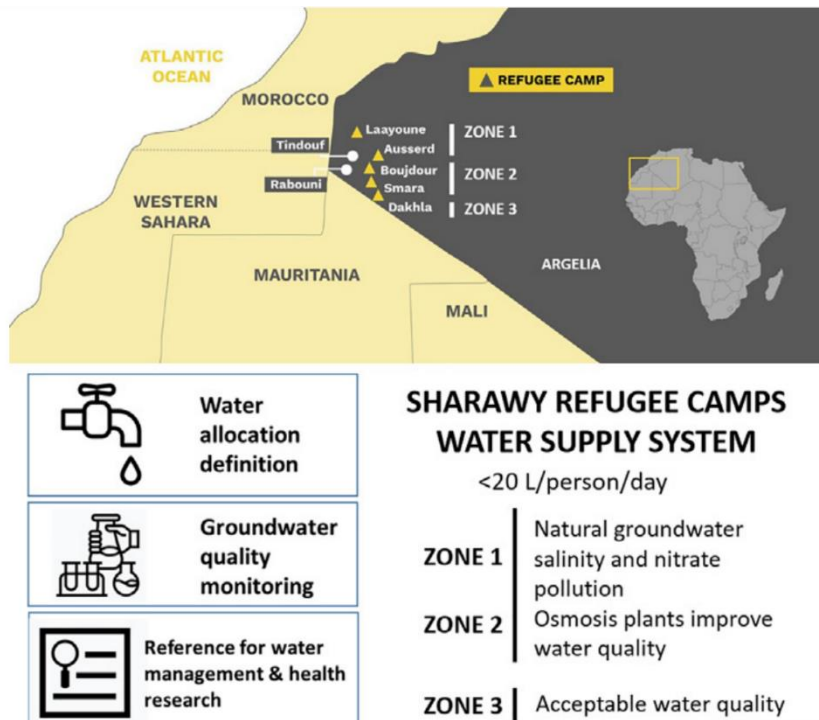 ATLANTIC
OCEAN
REFUGEE CAMP
MOROCCO
Laayoune
ZONE 1
Tindouf
Ausserd
Boujdour
ZONE 2
Rabouni
Smara
WESTERN
SAHARA
Dakhla
ZONE 3
ARGELIA
MAURITANIA
MALI
Water
allocation
definition
Groundwater
quality
monitoring
Reference for water
management & health
research
SHARAWY REFUGEE CAMPS
WATER SUPPLY SYSTEM
<20 L/person/day
ZONE 1
Natural groundwater
salinity and nitrate
pollution
ZONE 2
Osmosis plants improve
water quality
ZONE 3
Acceptable water quality